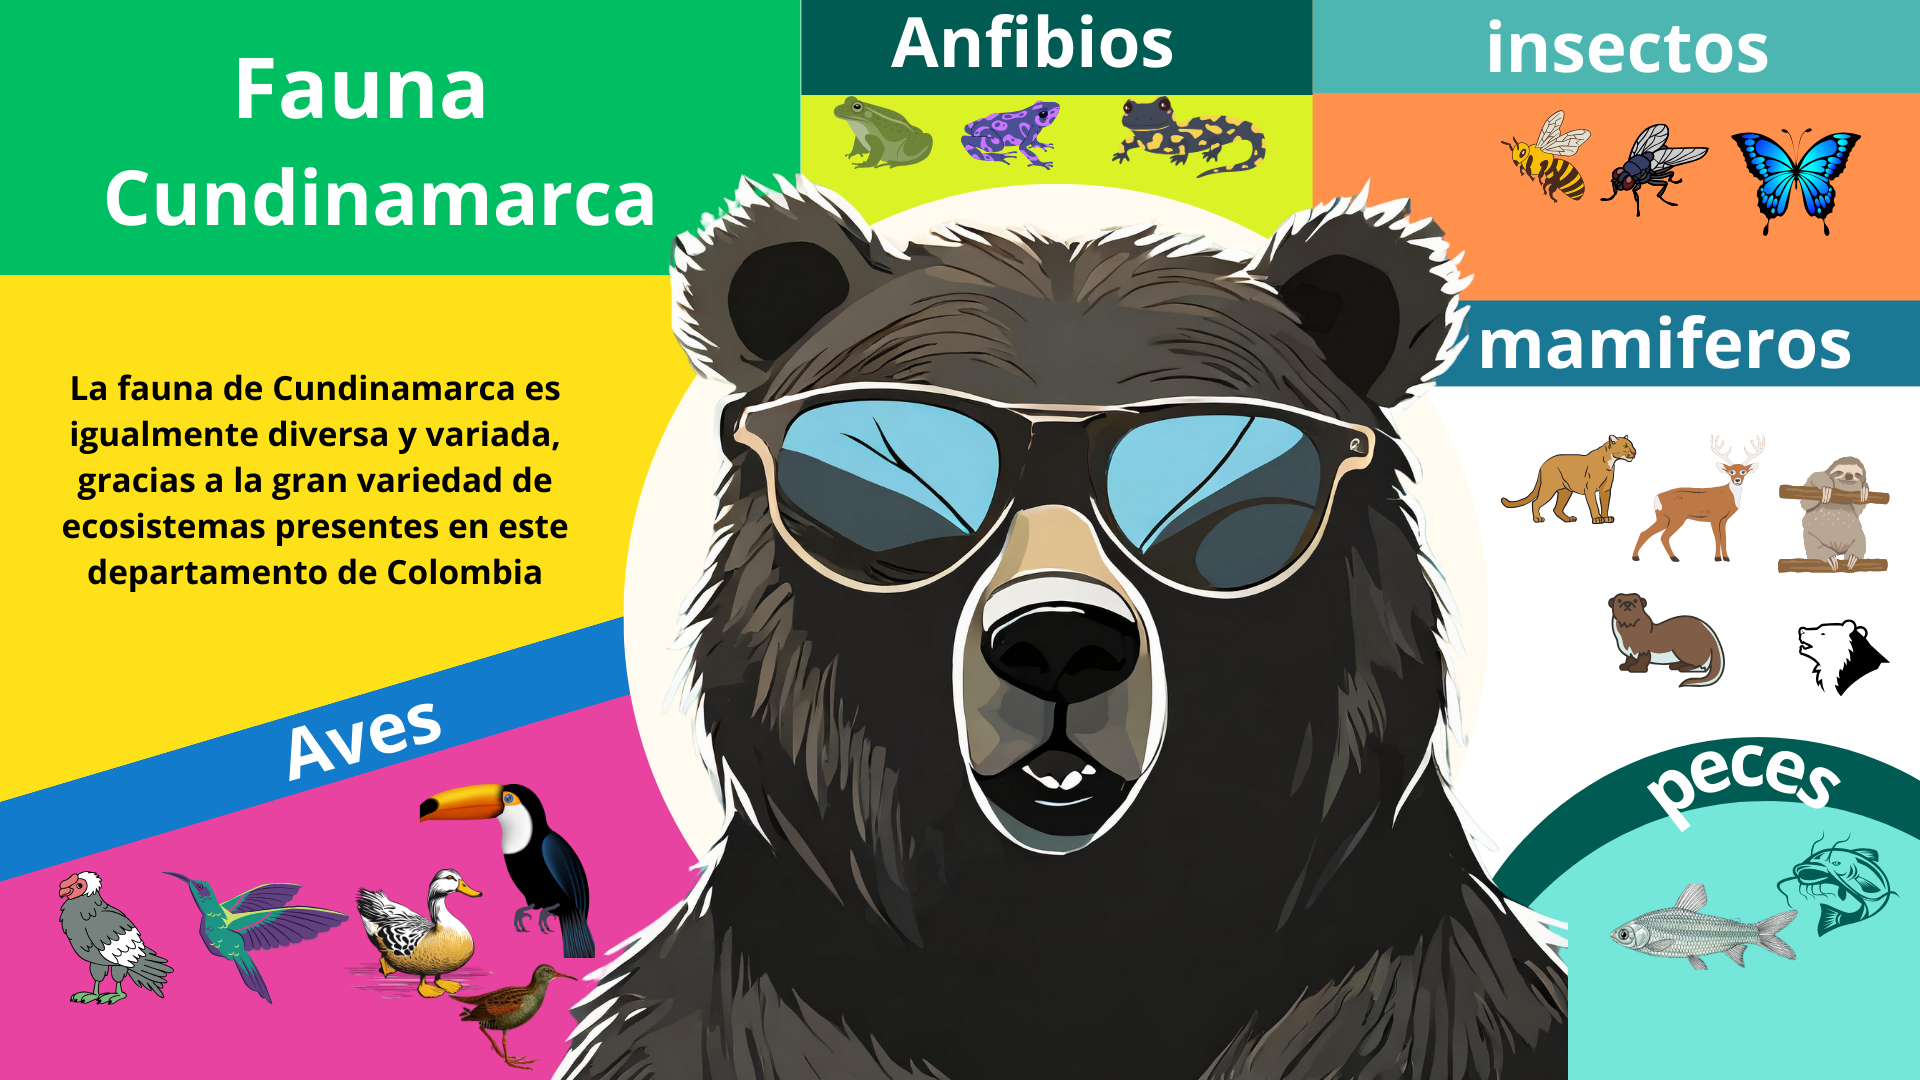 Fauna
Cundinamarca
La fauna de Cundinamarca es
igualmente diversa y variada,
gracias a la gran variedad de
ecosistemas presentes en este
departamento de Colombia
Aves
Anfibios
insectos
mamiferos
peces